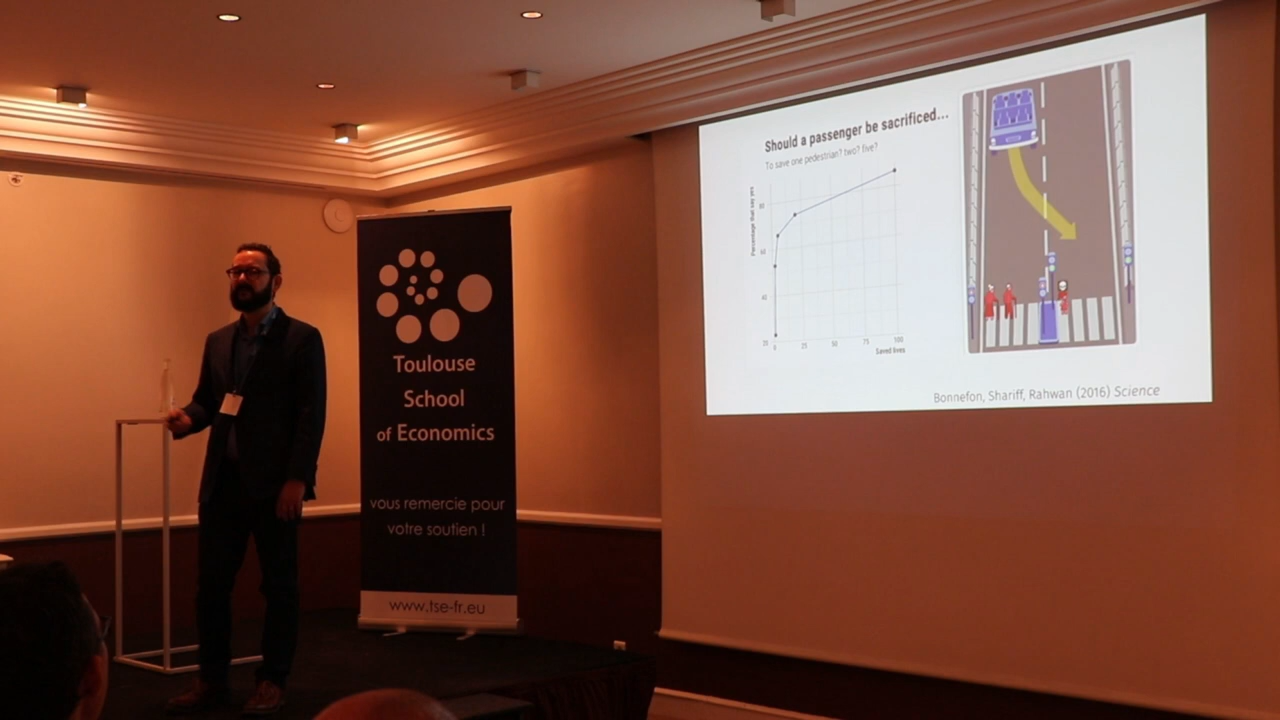 Toulouse
School
of Economics
vous remercie pour
votre soutien !
www.tse-fr.eu
Should a passenger be sacrificed...
To save one pedestrian? two? five?
Percentage that say yes
80
60
40
20
0
25
50
75
100
Saved lives
Bonnefon, Shariff, Rahwan (2016) Science